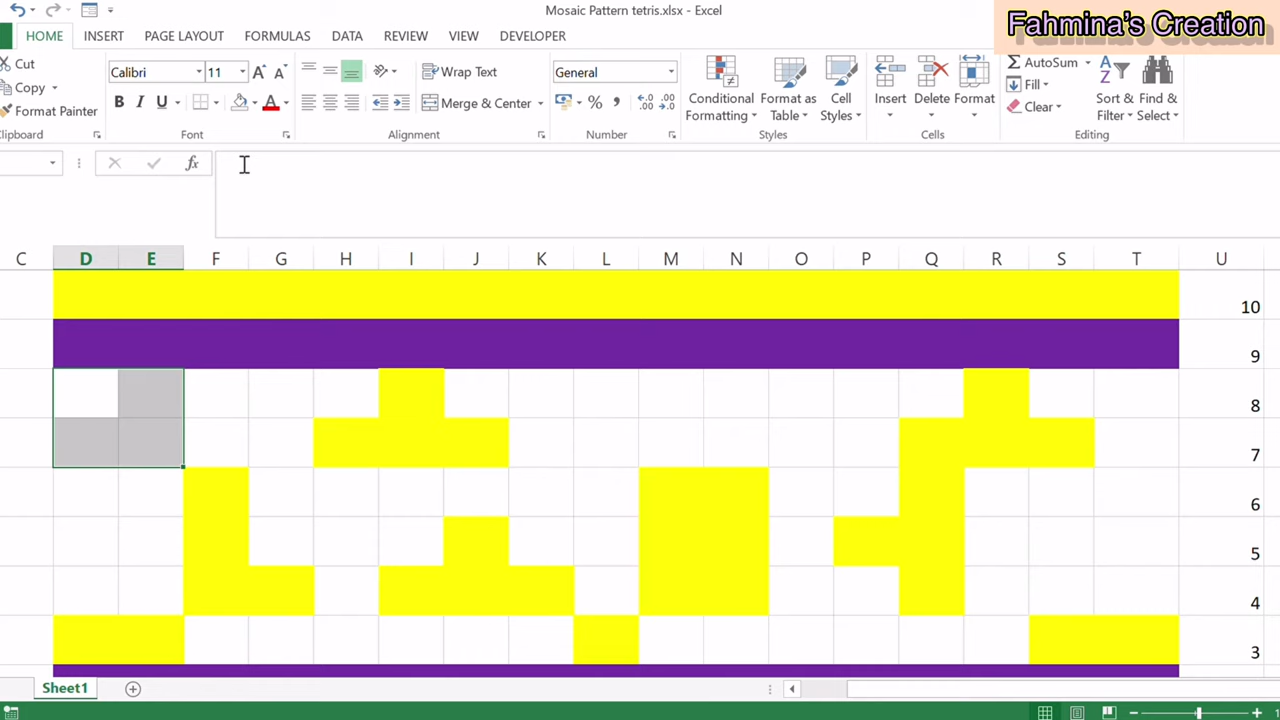 Mosaic Pattern tetris.xlsx - Excel
Fahmina's Creation
HOME INSERT PAGE LAYOUT FORMULAS DATA REVIEW VIEW DEVELOPER
Cut
Copy
Format Painter
Clipboard
Calibri 11 A A
B I U A
Font
Wrap Text
Merge & Center
Alignment
General
% ,
Number
Conditional Formatting
Format as Table
Cell Styles
Styles
Insert Delete Format
Cells
AutoSum
Fill
Clear
Sort & Filter
Find & Select
Editing
fx
C D E F G H I J K L M N O P Q R S T U
10
9
8
7
6
5
4
3
Sheet1